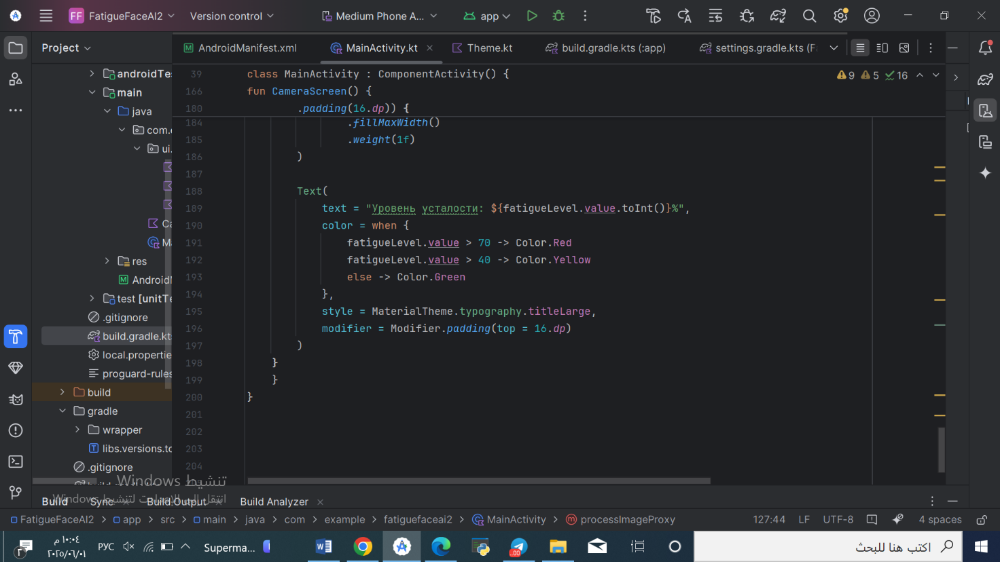 FF FatigueFaceAI2
Version control
Medium Phone A...
app
Project
AndroidManifest.xml
MainActivity.kt
Theme.kt
build.gradle.kts (:app)
settings.gradle.kts (F
androidTe
main
java
com.
ui.
Ca
M
res
Android
test [unitTe
.gitignore
build.gradle.kt
local.propertie
proguard-rules
build
gradle
wrapper
libs.versions.to
.gitignore
39 class MainActivity : ComponentActivity() {
166 fun CameraScreen() {
180 .padding(16.dp)) {
184 .fillMaxWidth()
185 .weight(1f)
186 )
187
188 Text(
189 text = "Уровень усталости: ${fatigueLevel.value.toInt()}%",
190 color = when {
191 fatigueLevel.value > 70 -> Color.Red
192 fatigueLevel.value > 40 -> Color.Yellow
193 else -> Color.Green
194 },
195 style = MaterialTheme.typography.titleLarge,
196 modifier = Modifier.padding(top = 16.dp)
197 )
198 }
199 }
200 }
201
202
203
204
9 5 16
تنشيط Windows
انتقل إلى الإعدادات لتنشيط Windows
Build Sync Build Output Build Analyzer
FatigueFaceAI2 > app > src > main > java > com > example > fatiguefaceai2 > MainActivity > processImageProxy
127:44 LF UTF-8 4 spaces
١٠:٠٤ م
٢٠٢٥/٠٦/٠١
РУС
Superma...
.00
اكتب هنا للبحث